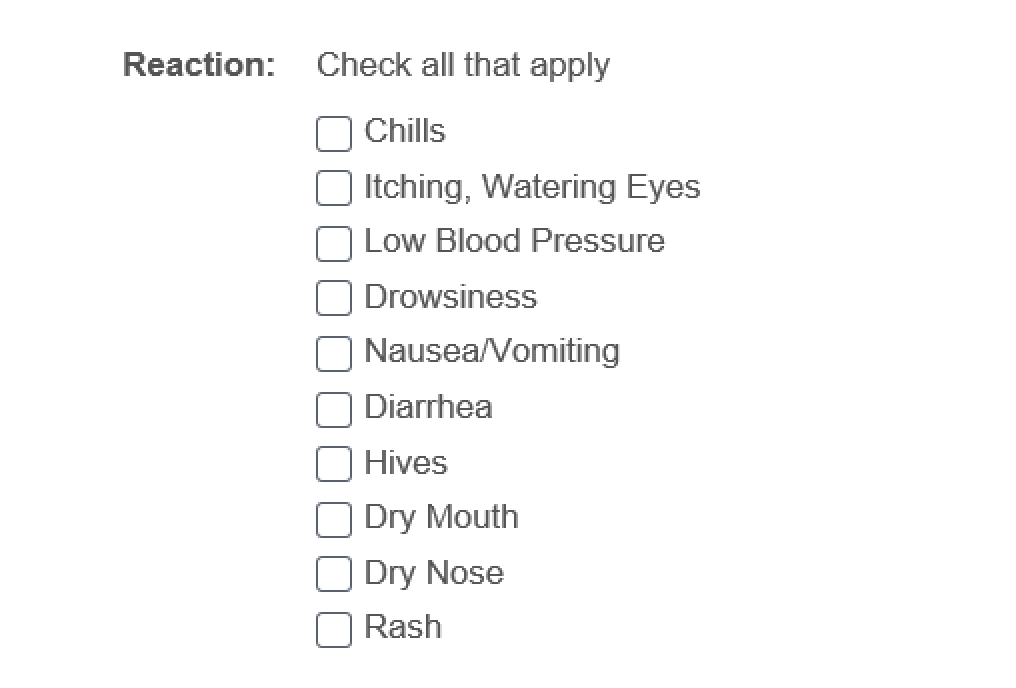 Reaction: Check all that apply
Chills
Itching, Watering Eyes
Low Blood Pressure
Drowsiness
Nausea/Vomiting
Diarrhea
Hives
Dry Mouth
Dry Nose
Rash